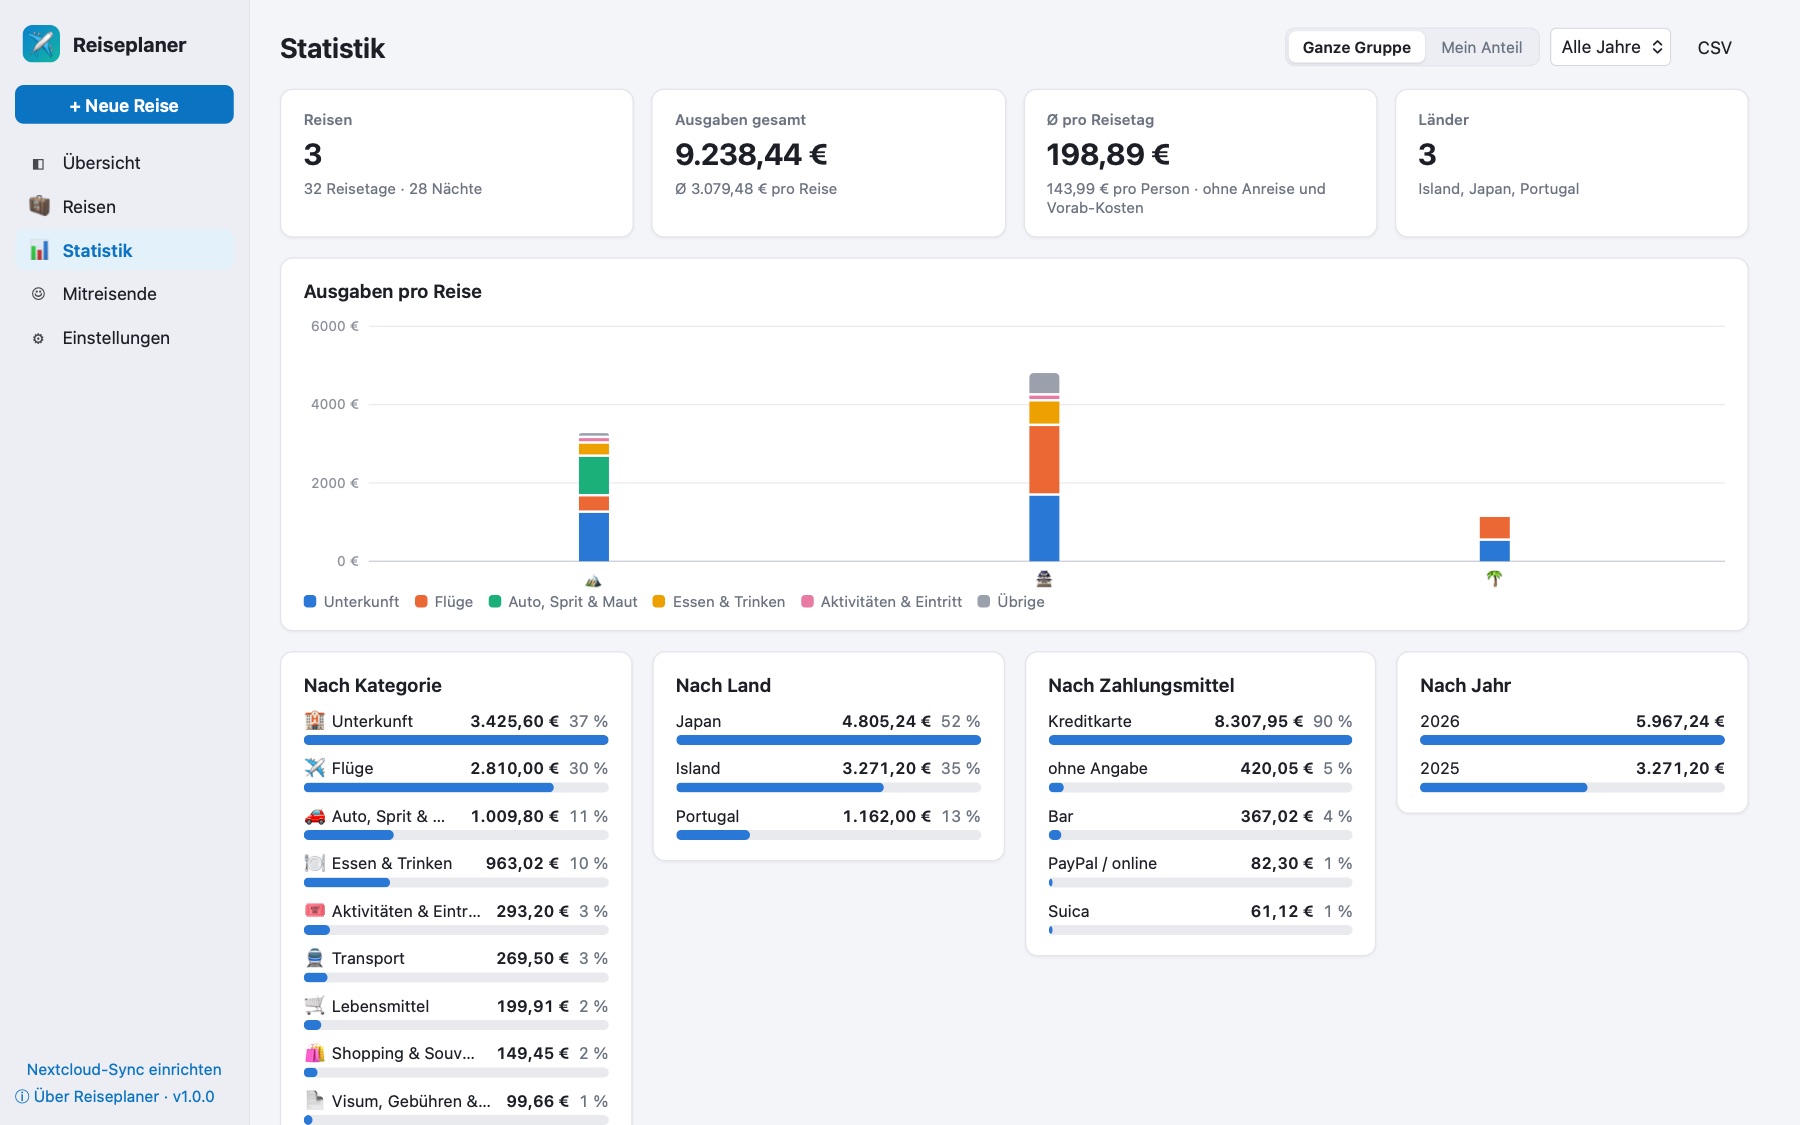 Reiseplaner
+ Neue Reise
Übersicht
Reisen
Statistik
Mitreisende
Einstellungen
Nextcloud-Sync einrichten
ⓘ Über Reiseplaner · v1.0.0
Statistik
Ganze Gruppe
Mein Anteil
Alle Jahre
CSV
Reisen
3
32 Reisetage · 28 Nächte
Ausgaben gesamt
9.238,44 €
Ø 3.079,48 € pro Reise
Ø pro Reisetag
198,89 €
143,99 € pro Person · ohne Anreise und
Vorab-Kosten
Länder
3
Island, Japan, Portugal
Ausgaben pro Reise
6000 €
4000 €
2000 €
0 €
Unterkunft Flüge Auto, Sprit & Maut Essen & Trinken Aktivitäten & Eintritt Übrige
Nach Kategorie
Unterkunft 3.425,60 € 37 %
Flüge 2.810,00 € 30 %
Auto, Sprit & ... 1.009,80 € 11 %
Essen & Trinken 963,02 € 10 %
Aktivitäten & Eintr... 293,20 € 3 %
Transport 269,50 € 3 %
Lebensmittel 199,91 € 2 %
Shopping & Souv... 149,45 € 2 %
Visum, Gebühren &... 99,66 € 1 %
Nach Land
Japan 4.805,24 € 52 %
Island 3.271,20 € 35 %
Portugal 1.162,00 € 13 %
Nach Zahlungsmittel
Kreditkarte 8.307,95 € 90 %
ohne Angabe 420,05 € 5 %
Bar 367,02 € 4 %
PayPal / online 82,30 € 1 %
Suica 61,12 € 1 %
Nach Jahr
2026 5.967,24 €
2025 3.271,20 €